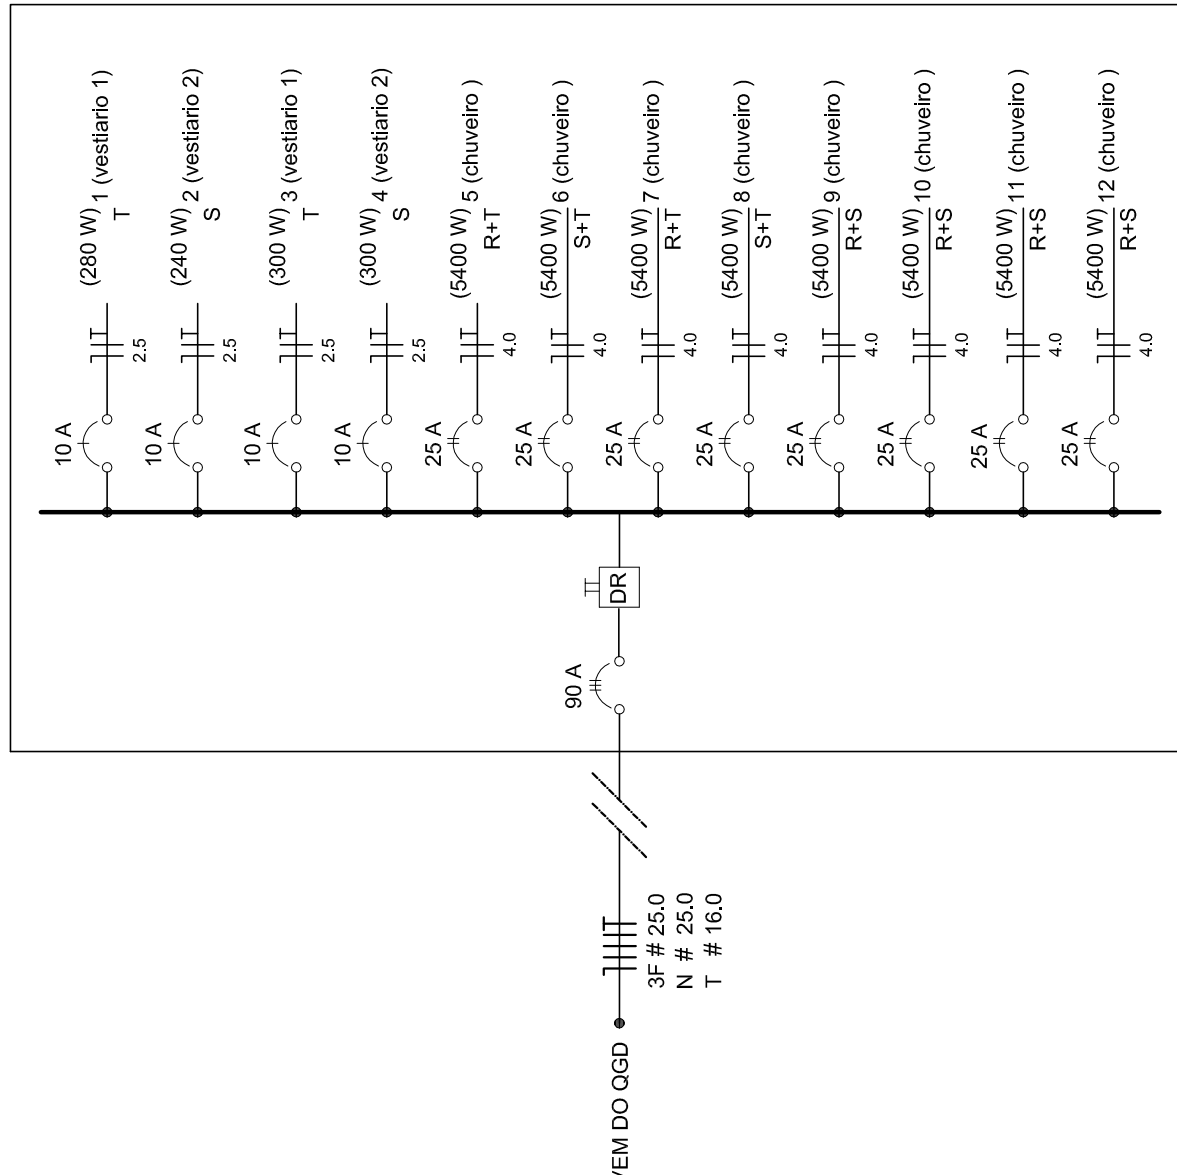 (280 W) 1 (vestiario 1)
T
2.5
10 A
(240 W) 2 (vestiario 2)
S
2.5
10 A
(300 W) 3 (vestiario 1)
T
2.5
10 A
(300 W) 4 (vestiario 2)
S
2.5
10 A
(5400 W) 5 (chuveiro )
R+T
4.0
25 A
(5400 W) 6 (chuveiro )
S+T
4.0
25 A
(5400 W) 7 (chuveiro )
R+T
4.0
25 A
(5400 W) 8 (chuveiro )
S+T
4.0
25 A
(5400 W) 9 (chuveiro )
R+S
4.0
25 A
(5400 W) 10 (chuveiro )
R+S
4.0
25 A
(5400 W) 11 (chuveiro )
R+S
4.0
25 A
(5400 W) 12 (chuveiro )
R+S
4.0
25 A
DR
90 A
3F # 25.0
N # 25.0
T # 16.0
VEM DO QGD